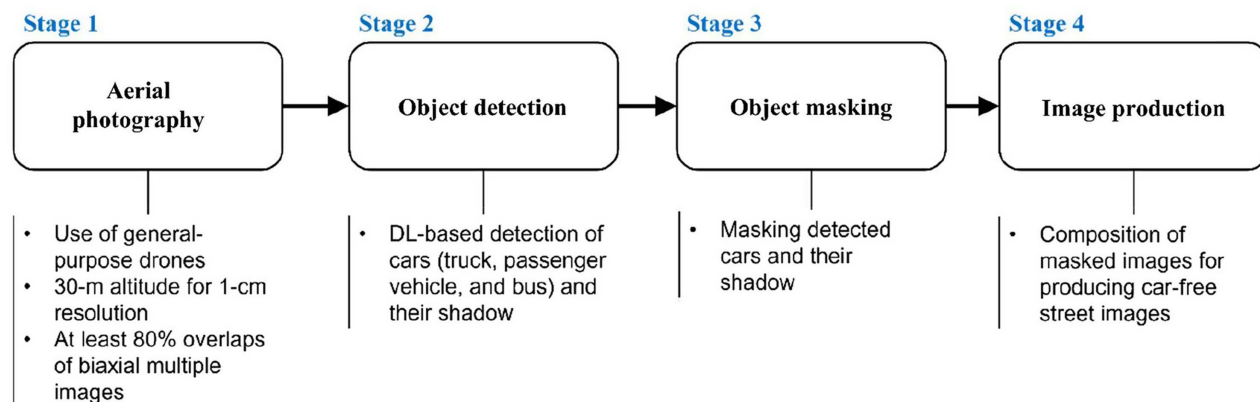 Stage 1
Aerial
photography
• Use of general-
purpose drones
• 30-m altitude for 1-cm
resolution
• At least 80% overlaps
of biaxial multiple
images
Stage 2
Object detection
• DL-based detection of
cars (truck, passenger
vehicle, and bus) and
their shadow
Stage 3
Object masking
• Masking detected
cars and their
shadow
Stage 4
Image production
• Composition of
masked images for
producing car-free
street images